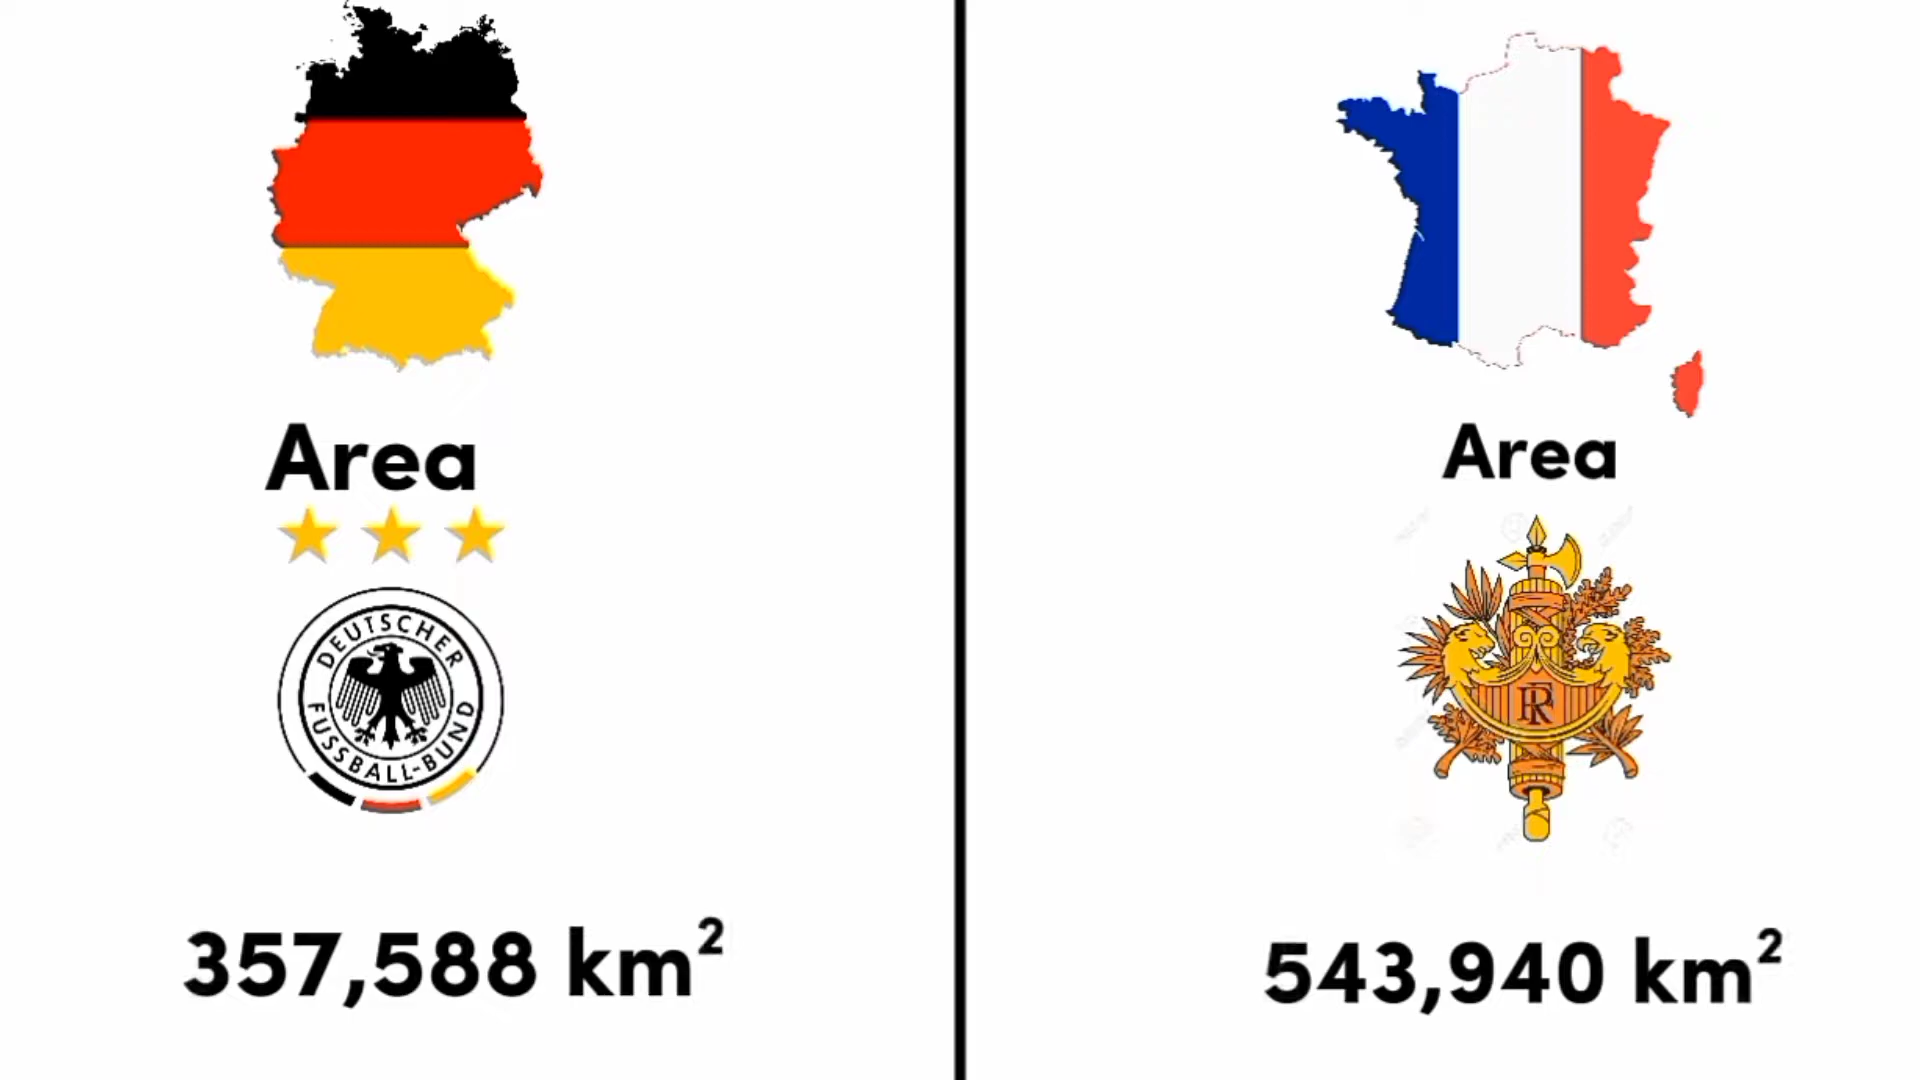 Area
DEUTSCHER
FUSSBALL-BUND
357,588 km²
Area
RF
543,940 km²